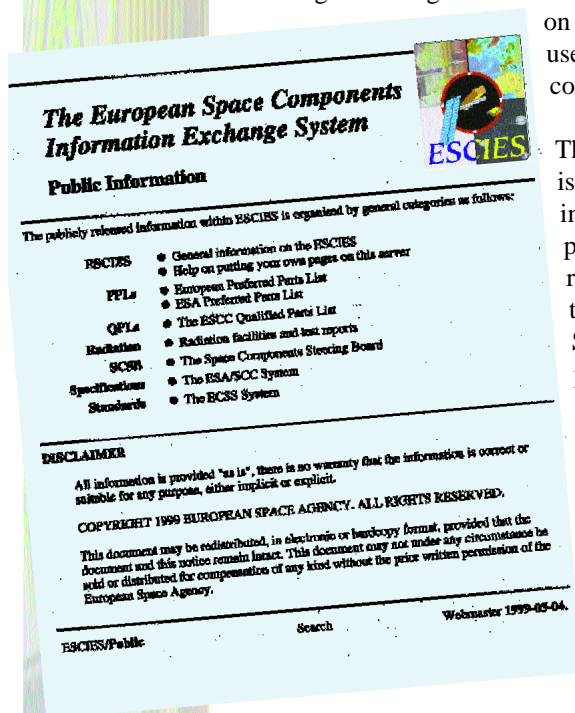 on
use
co
The European Space Components
Information Exchange System
ESCIES
Public Information
The publicly released information within ESCIES is organised by general categories as follows:
ESCIES
General information on the ESCIES
Help on putting your own pages on this server
PPLs
European Preferred Parts List
ESA Preferred Parts List
QPLs
The ESCC Qualified Parts List
Radiation
Radiation facilities and test reports
SCSB
The Space Components Steering Board
Specifications
The ESA/SCC System
Standards
The ECSS System
DISCLAIMER
All information is provided "as is", there is no warranty that the information is correct or
suitable for any purpose, either implicit or explicit.
COPYRIGHT 1999 EUROPEAN SPACE AGENCY. ALL RIGHTS RESERVED.
This document may be redistributed, in electronic or hardcopy format, provided that the
document and this notice remain intact. This document may not under any circumstance be
sold or distributed for compensation of any kind without the price written permission of the
European Space Agency.
ESCIES/Public
Search
Webmaster 1999-05-04.
Th
is
in
p
r
t
S